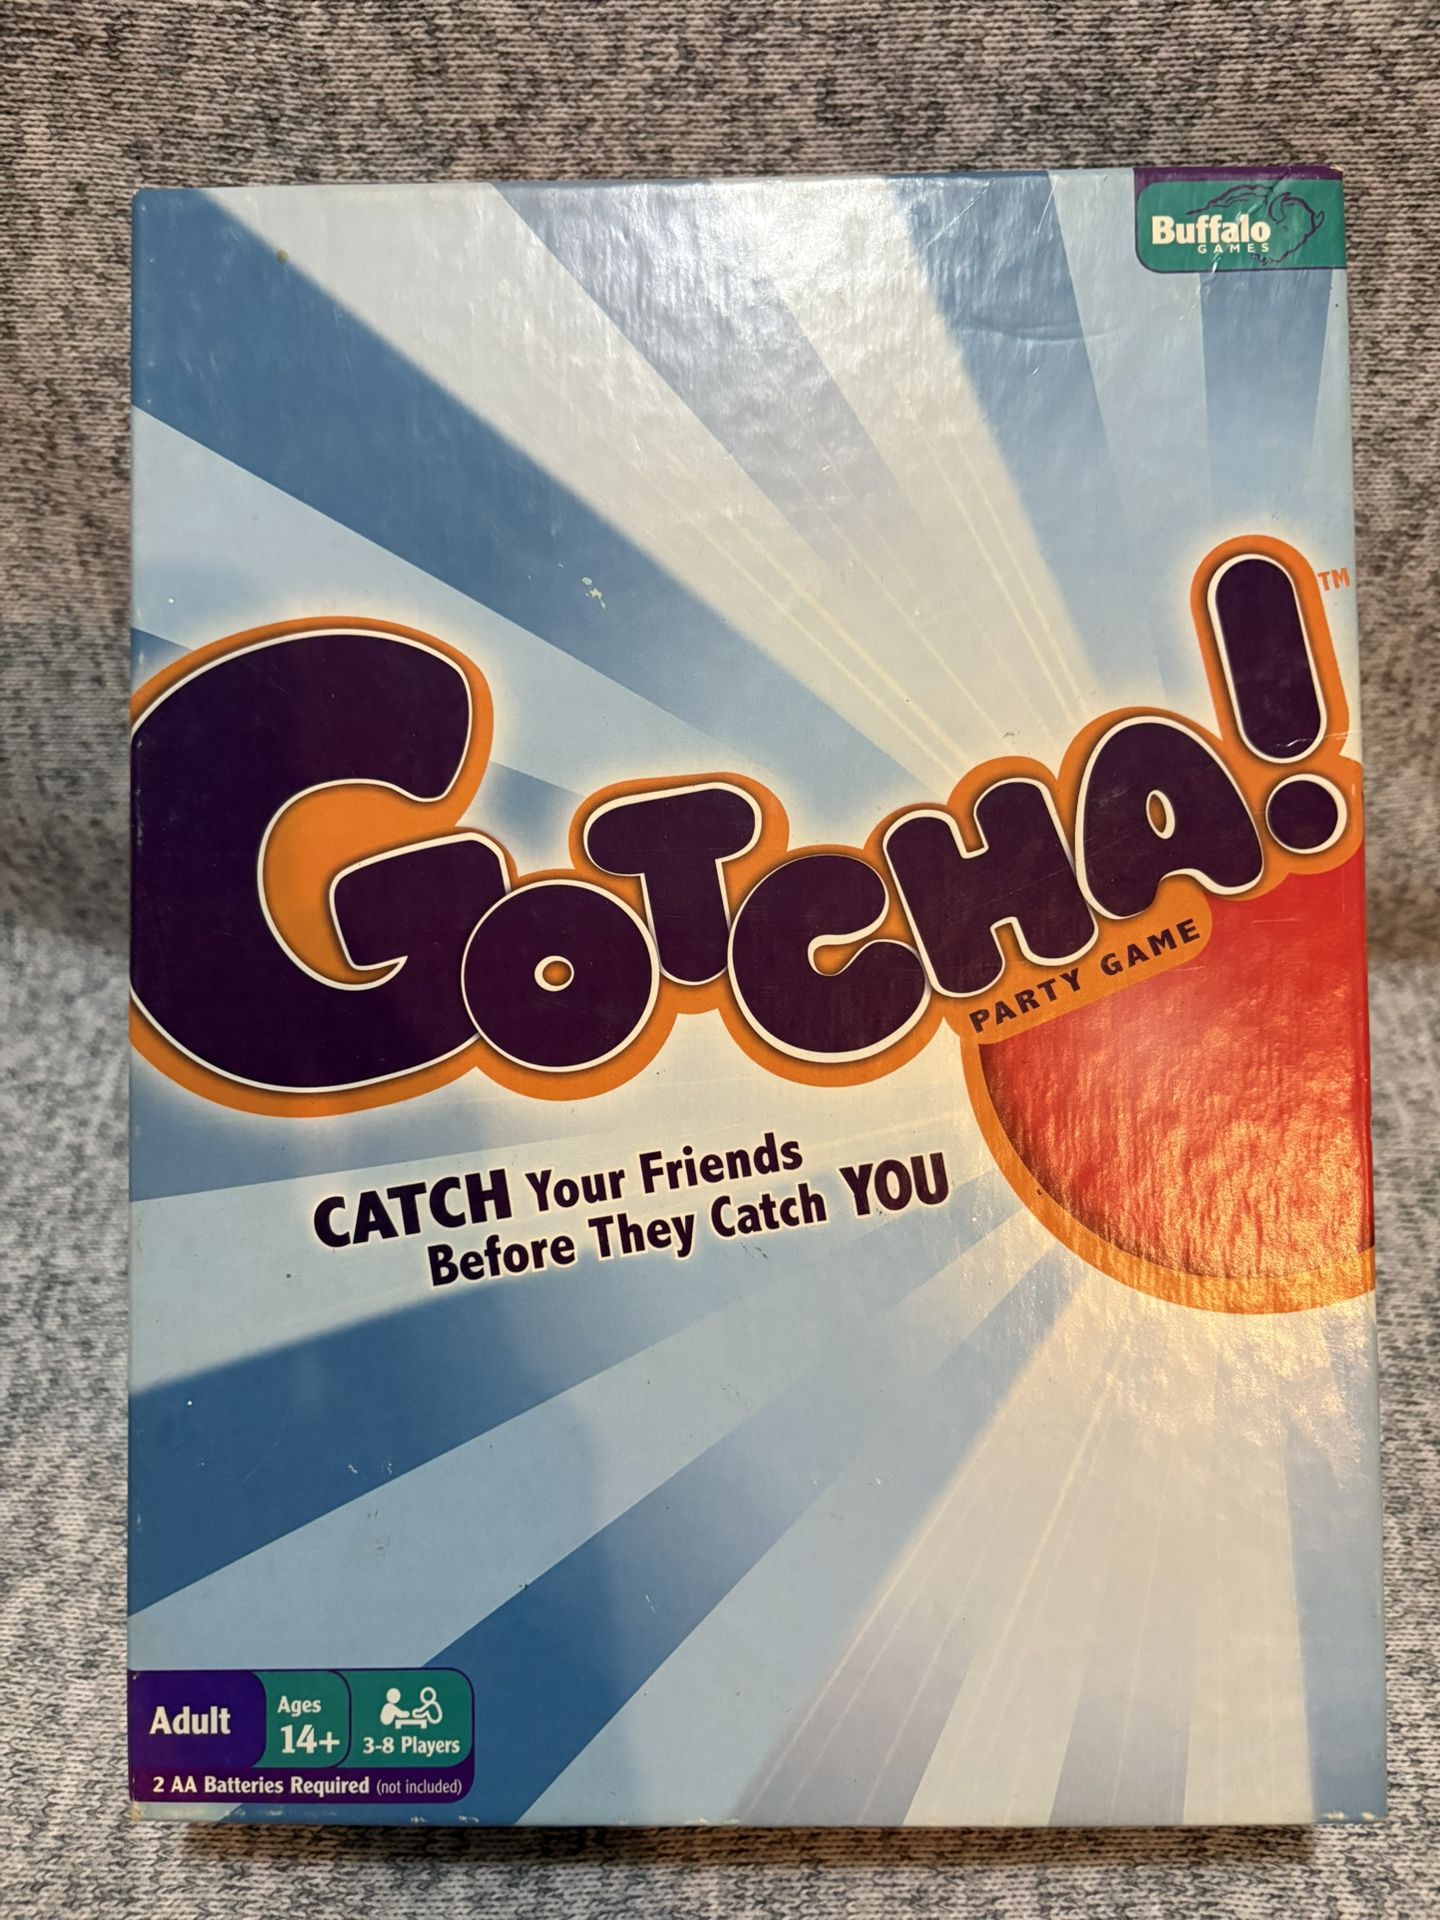 Buffalo
GAMES
GOTCHA!™
PARTY GAME
CATCH Your Friends
Before They Catch YOU
Adult
Ages
14+
3-8 Players
2 AA Batteries Required (not included)